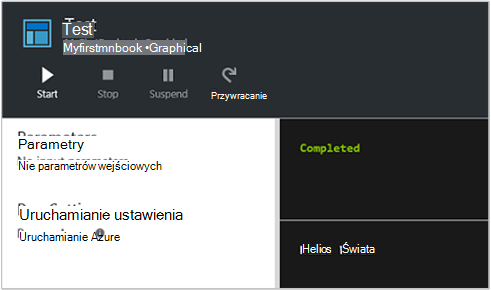 Test
Myfirstmnbook •Graphical
Start Stop Suspend Przywracanie
Parametry
Nie parametrów wejściowych
Uruchamianie ustawienia
Uruchamianie Azure
Completed
Helios Świata